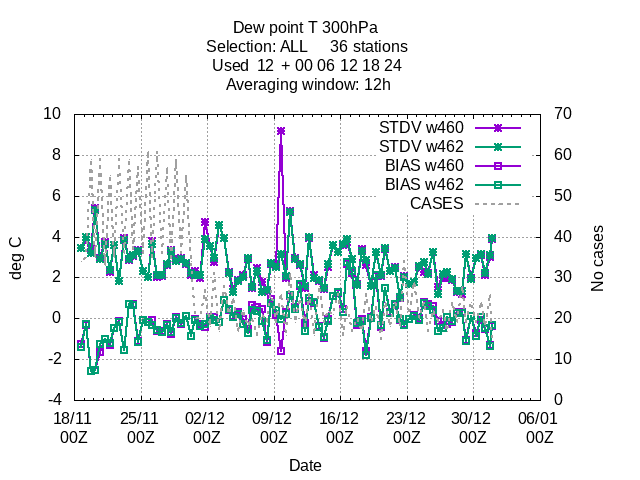 Dew point T 300hPa
Selection: ALL 36 stations
Used 12 + 00 06 12 18 24
Averaging window: 12h
10 70
STDV w460
STDV w462
8 60
BIAS w460
BIAS w462
6 50
CASES
4 40
deg C
No cases
2 30
0 20
-2 10
-4 0
18/11 25/11 02/12 09/12 16/12 23/12 30/12 06/01
00Z 00Z 00Z 00Z 00Z 00Z 00Z 00Z
Date